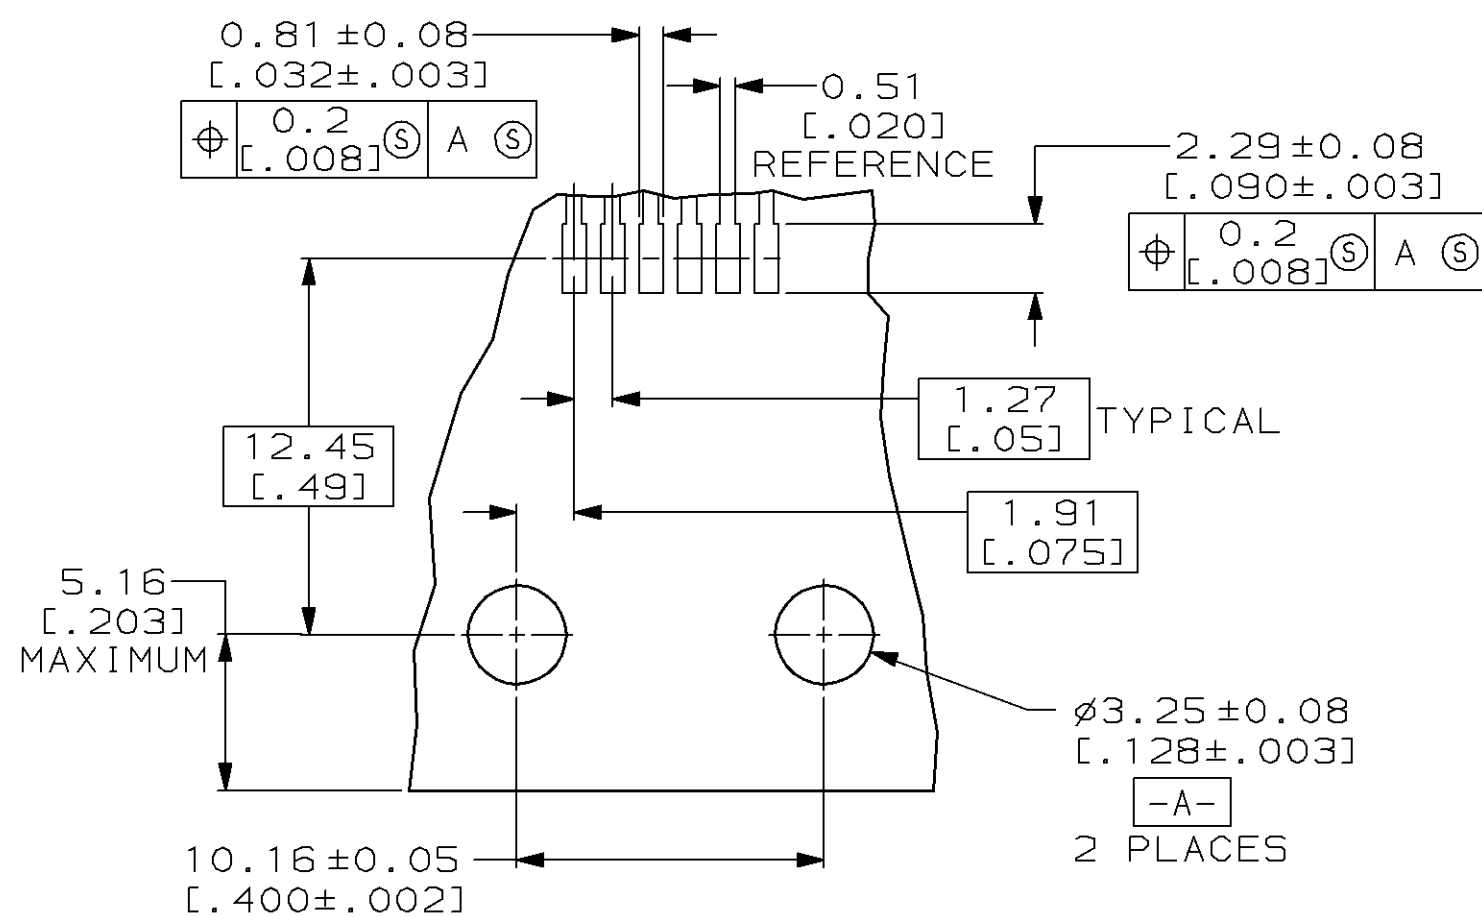 0.81±0.08
[.032±.003]
⌖ 0.2 Ⓢ A Ⓢ
[.008]
0.51
[.020]
REFERENCE
2.29±0.08
[.090±.003]
⌖ 0.2 Ⓢ A Ⓢ
[.008]
1.27
[.05]
TYPICAL
12.45
[.49]
1.91
[.075]
5.16
[.203]
MAXIMUM
⌀3.25±0.08
[.128±.003]
-A-
2 PLACES
10.16±0.05
[.400±.002]